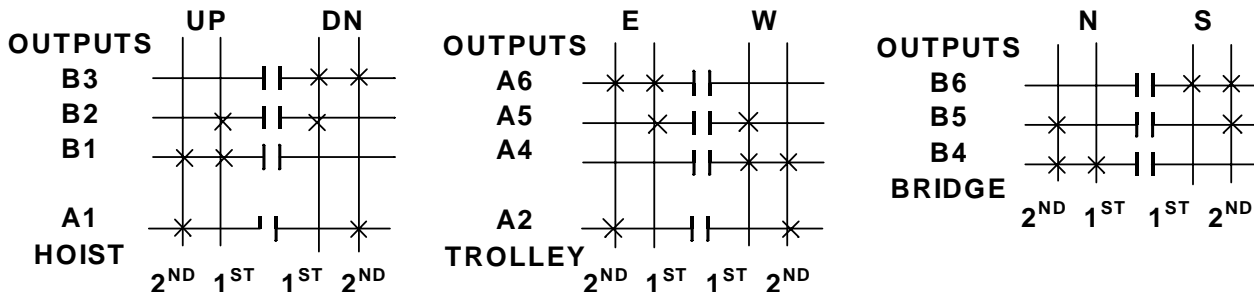 UP DN
OUTPUTS
B3
B2
B1
A1
HOIST
2ND 1ST 1ST 2ND
E W
OUTPUTS
A6
A5
A4
A2
TROLLEY
2ND 1ST 1ST 2ND
N S
OUTPUTS
B6
B5
B4
BRIDGE
2ND 1ST 1ST 2ND